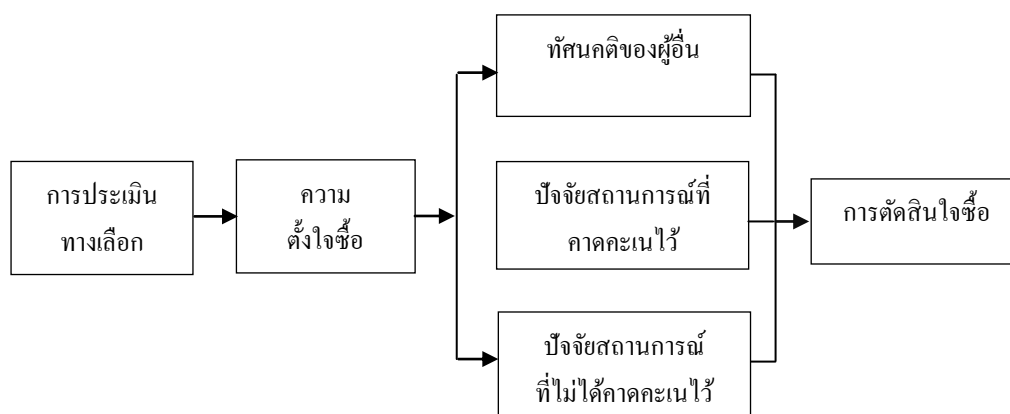 การประเมิน
ทางเลือก
ความ
ตั้งใจซื้อ
ทัศนคติของผู้อื่น
ปัจจัยสถานการณ์ที่
คาดคะเนไว้
ปัจจัยสถานการณ์
ที่ไม่ได้คาดคะเนไว้
การตัดสินใจซื้อ